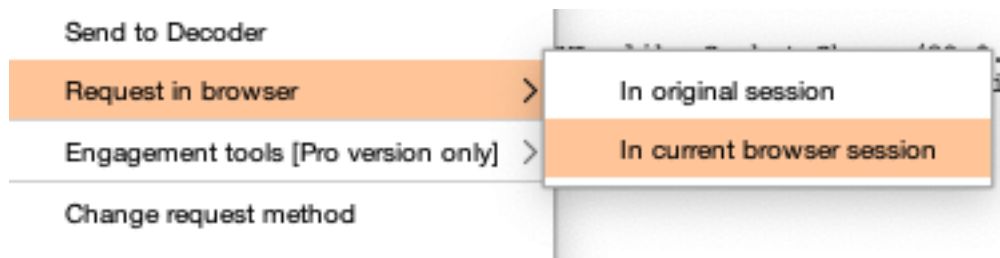 Send to Decoder
Request in browser
In original session
In current browser session
Engagement tools [Pro version only]
Change request method